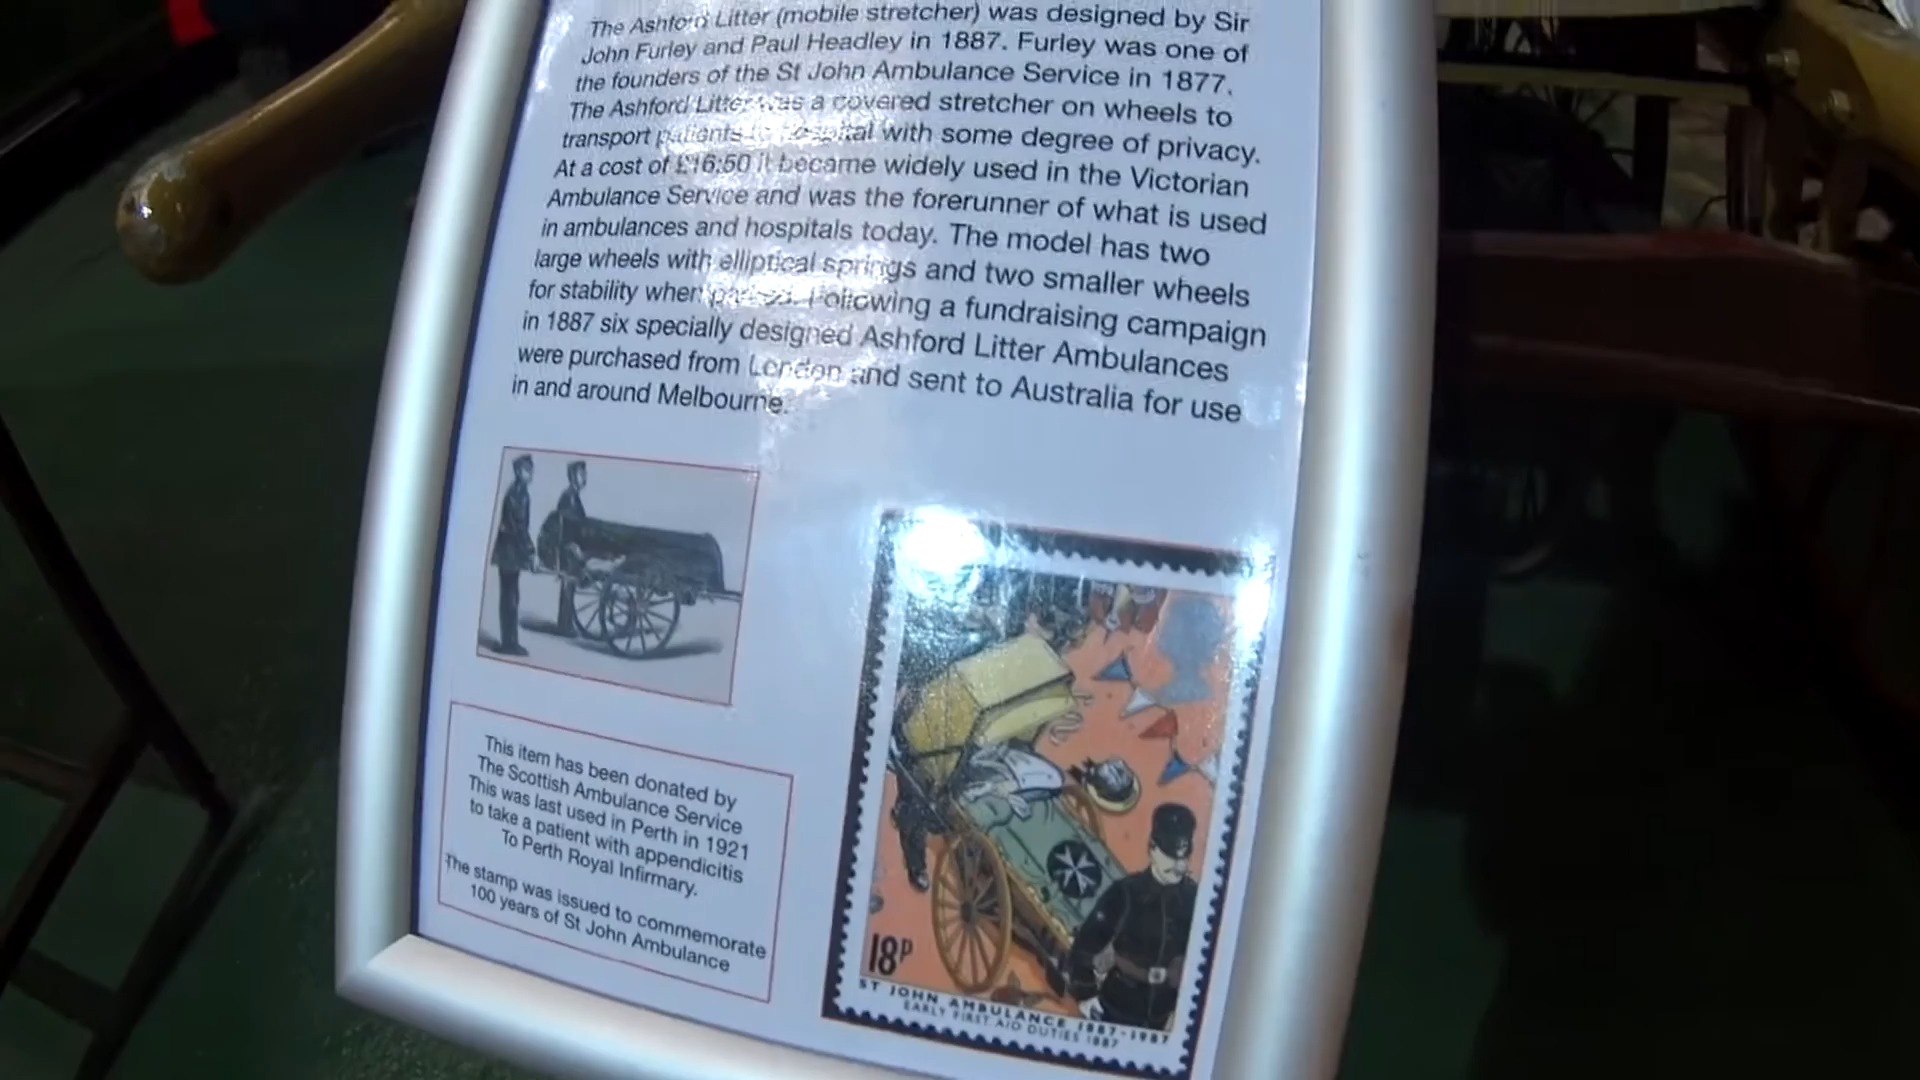 The Ashford Litter (mobile stretcher) was designed by Sir
John Furley and Paul Headley in 1887. Furley was one of
the founders of the St John Ambulance Service in 1877.
The Ashford Litter was a covered stretcher on wheels to
transport patients to hospital with some degree of privacy.
At a cost of £16:50 it became widely used in the Victorian
Ambulance Service and was the forerunner of what is used
in ambulances and hospitals today. The model has two
large wheels with elliptical springs and two smaller wheels
for stability when parked. Following a fundraising campaign
in 1887 six specially designed Ashford Litter Ambulances
were purchased from London and sent to Australia for use
in and around Melbourne.
This item has been donated by
The Scottish Ambulance Service
This was last used in Perth in 1921
to take a patient with appendicitis
To Perth Royal Infirmary.
The stamp was issued to commemorate
100 years of St John Ambulance
18P
ST JOHN AMBULANCE 1887-1987
EARLY FIRST AID DUTIES 1887